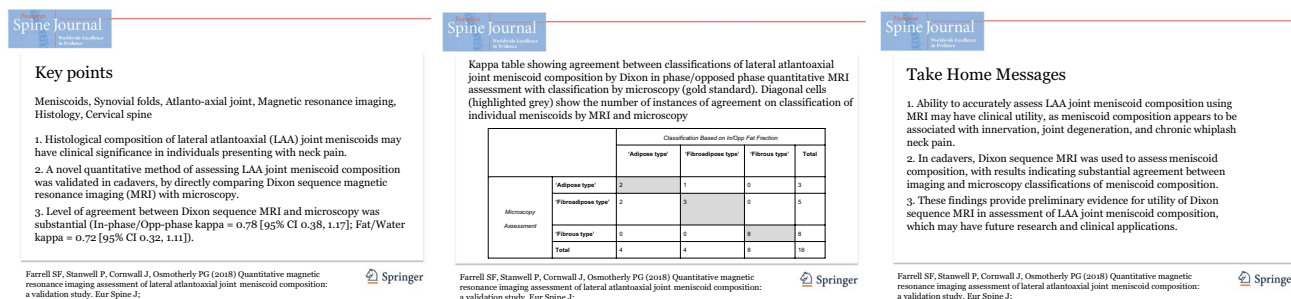 European
Spine Journal
Worldwide Excellence
in Evidence
Key points
Meniscoids, Synovial folds, Atlanto-axial joint, Magnetic resonance imaging,
Histology, Cervical spine
1. Histological composition of lateral atlantoaxial (LAA) joint meniscoids may
have clinical significance in individuals presenting with neck pain.
2. A novel quantitative method of assessing LAA joint meniscoid composition
was validated in cadavers, by directly comparing Dixon sequence magnetic
resonance imaging (MRI) with microscopy.
3. Level of agreement between Dixon sequence MRI and microscopy was
substantial (In-phase/Opp-phase kappa = 0.78 [95% CI 0.38, 1.17]; Fat/Water
kappa = 0.72 [95% CI 0.32, 1.11]).
Farrell SF, Stanwell P, Cornwall J, Osmotherly PG (2018) Quantitative magnetic
resonance imaging assessment of lateral atlantoaxial joint meniscoid composition:
a validation study. Eur Spine J;
Springer
European
Spine Journal
Worldwide Excellence
in Evidence
Kappa table showing agreement between classifications of lateral atlantoaxial
joint meniscoid composition by Dixon in phase/opposed phase quantitative MRI
assessment with classification by microscopy (gold standard). Diagonal cells
(highlighted grey) show the number of instances of agreement on classification of
individual meniscoids by MRI and microscopy
Classification Based on In/Opp Fat Fraction
'Adipose type' 'Fibroadipose type' 'Fibrous type' Total
Microscopy
Assessment
'Adipose type' 2 1 0 3
'Fibroadipose type' 2 3 0 5
'Fibrous type' 0 0 8 8
Total 4 4 8 16
Farrell SF, Stanwell P, Cornwall J, Osmotherly PG (2018) Quantitative magnetic
resonance imaging assessment of lateral atlantoaxial joint meniscoid composition:
a validation study. Eur Spine J;
Springer
European
Spine Journal
Worldwide Excellence
in Evidence
Take Home Messages
1. Ability to accurately assess LAA joint meniscoid composition using
MRI may have clinical utility, as meniscoid composition appears to be
associated with innervation, joint degeneration, and chronic whiplash
neck pain.
2. In cadavers, Dixon sequence MRI was used to assess meniscoid
composition, with results indicating substantial agreement between
imaging and microscopy classifications of meniscoid composition.
3. These findings provide preliminary evidence for utility of Dixon
sequence MRI in assessment of LAA joint meniscoid composition,
which may have future research and clinical applications.
Farrell SF, Stanwell P, Cornwall J, Osmotherly PG (2018) Quantitative magnetic
resonance imaging assessment of lateral atlantoaxial joint meniscoid composition:
a validation study. Eur Spine J;
Springer